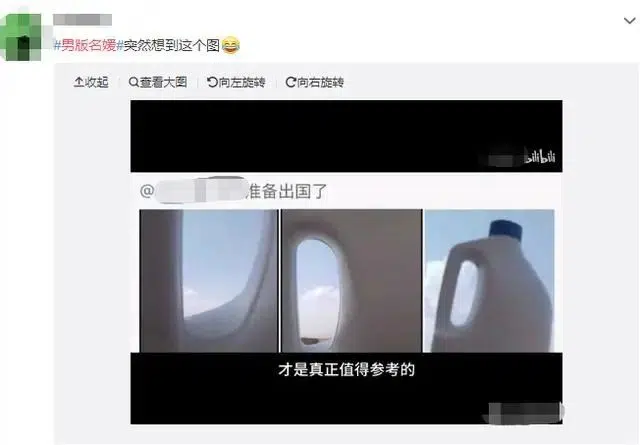 #男版名媛#突然想到这个图😂
收起 查看大图 向左旋转 向右旋转
bilibili
@
准备出国了
才是真正值得参考的